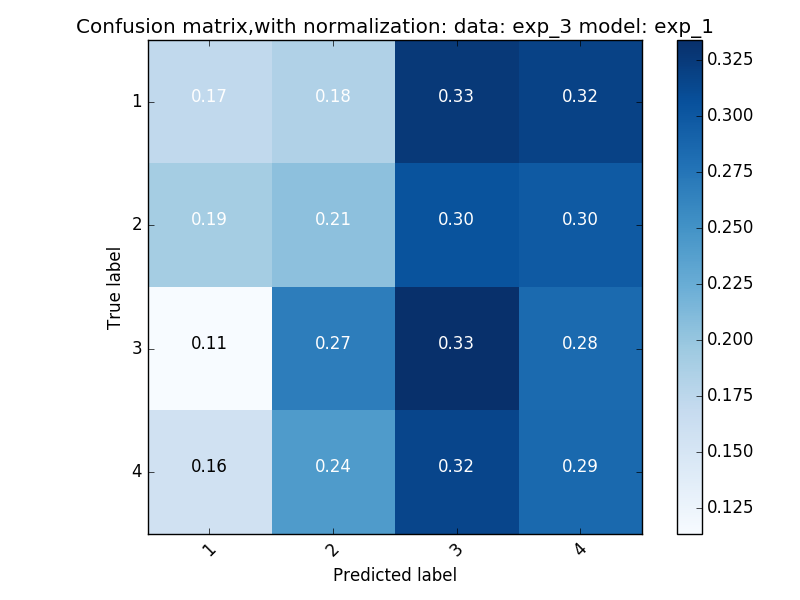 Confusion matrix,with normalization: data: exp_3 model: exp_1
True label
1
0.17 0.18 0.33 0.32
2
0.19 0.21 0.30 0.30
3
0.11 0.27 0.33 0.28
4
0.16 0.24 0.32 0.29
1 2 3 4
Predicted label
0.325
0.300
0.275
0.250
0.225
0.200
0.175
0.150
0.125